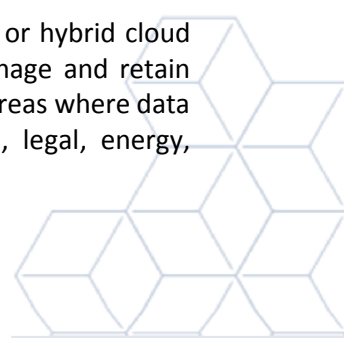 or hybrid cloud
nage and retain
reas where data
, legal, energy,